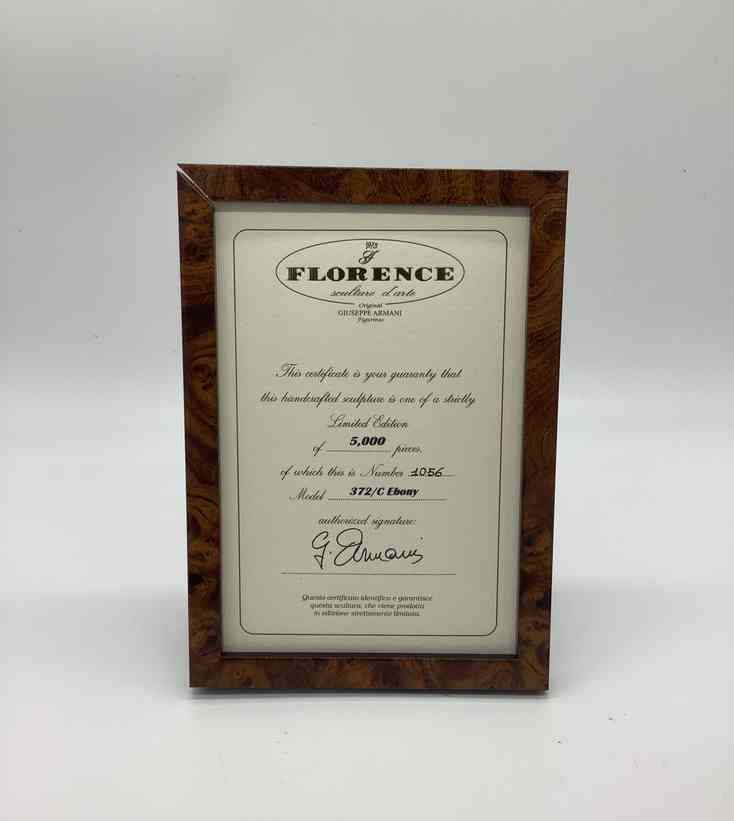 FLORENCE
sculture d'arte
Original
GIUSEPPE ARMANI
Figurines
This certificate is your guaranty that
this handcrafted sculpture is one of a strictly
Limited Edition
of 5,000 pieces,
of which this is Number 1056
Model 372/C Ebony
authorized signature:
G. Armani
Questo certificato identifica e garantisce
questa scultura, che viene prodotta
in edizione strettamente limitata.